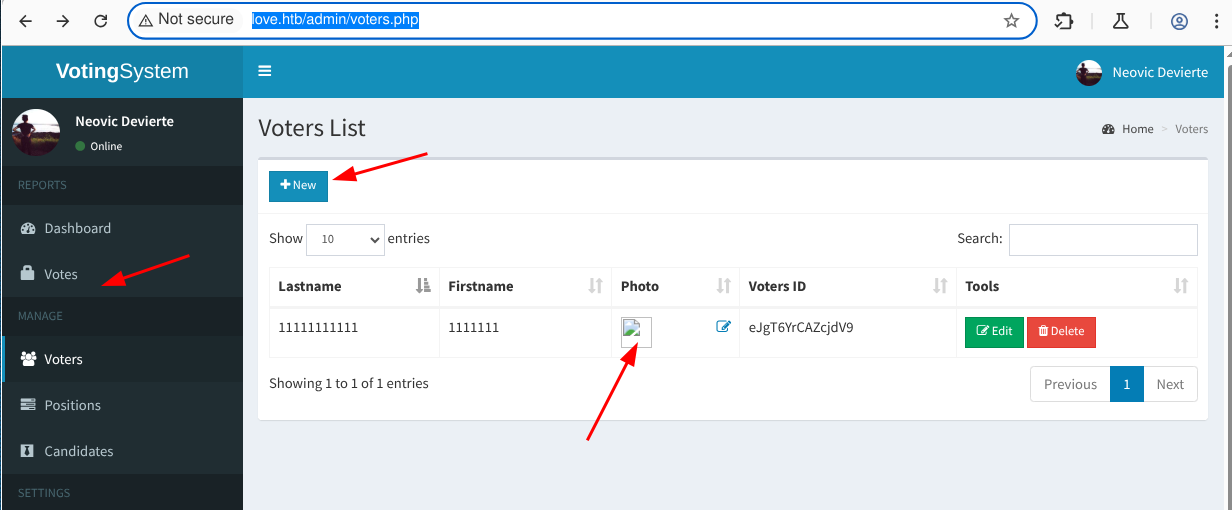 Not secure love.htb/admin/voters.php
VotingSystem
Neovic Devierte
Neovic Devierte
Online
Voters List
Home > Voters
REPORTS
New
Dashboard
Show 10 entries
Search:
Votes
Lastname Firstname Photo Voters ID Tools
MANAGE
11111111111 1111111 eJgT6YrCAZcjdV9 Edit Delete
Voters
Showing 1 to 1 of 1 entries
Previous 1 Next
Positions
Candidates
SETTINGS